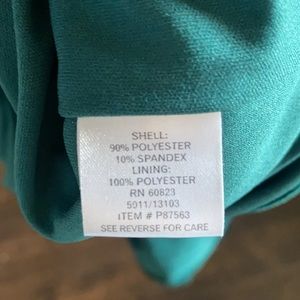 SHELL:
90% POLYESTER
10% SPANDEX
LINING:
100% POLYESTER
RN 60823
5011/13103
ITEM # P87563
SEE REVERSE FOR CARE